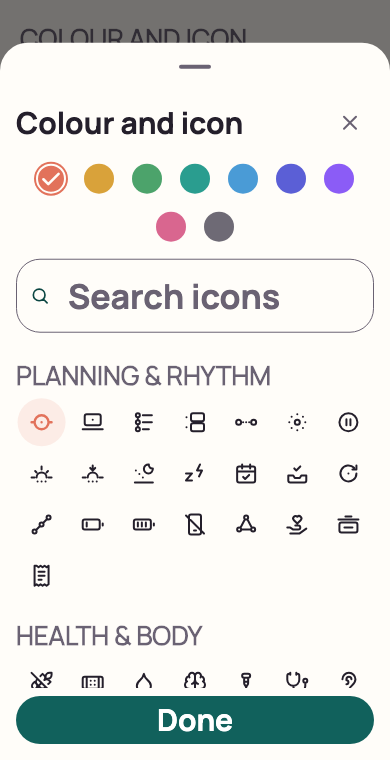 COLOUR AND ICON
Colour and icon
Search icons
PLANNING & RHYTHM
HEALTH & BODY
Done